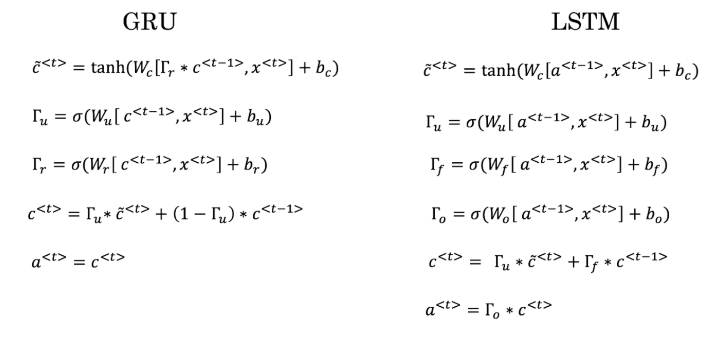 GRU
c̃<t> = tanh(W_c[Γ_r * c<t−1>, x<t>] + b_c)
Γ_u = σ(W_u[ c<t−1>, x<t>] + b_u)
Γ_r = σ(W_r[ c<t−1>, x<t>] + b_r)
c<t> = Γ_u * c̃<t> + (1 − Γ_u) * c<t−1>
a<t> = c<t>
LSTM
c̃<t> = tanh(W_c[a<t−1>, x<t>] + b_c)
Γ_u = σ(W_u[ a<t−1>, x<t>] + b_u)
Γ_f = σ(W_f[ a<t−1>, x<t>] + b_f)
Γ_o = σ(W_o[ a<t−1>, x<t>] + b_o)
c<t> = Γ_u * c̃<t> + Γ_f * c<t−1>
a<t> = Γ_o * c<t>